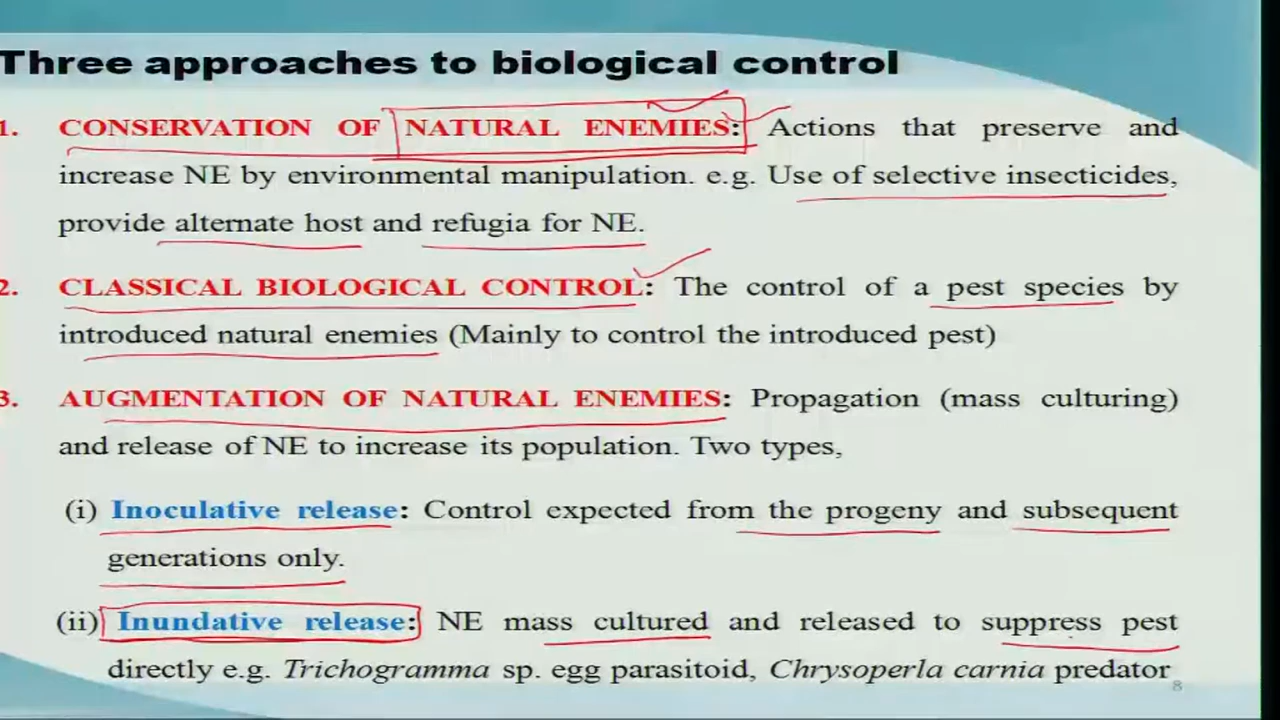 Three approaches to biological control
1. CONSERVATION OF NATURAL ENEMIES: Actions that preserve and
increase NE by environmental manipulation. e.g. Use of selective insecticides,
provide alternate host and refugia for NE.
2. CLASSICAL BIOLOGICAL CONTROL: The control of a pest species by
introduced natural enemies (Mainly to control the introduced pest)
3. AUGMENTATION OF NATURAL ENEMIES: Propagation (mass culturing)
and release of NE to increase its population. Two types,
(i) Inoculative release: Control expected from the progeny and subsequent
generations only.
(ii) Inundative release: NE mass cultured and released to suppress pest
directly e.g. Trichogramma sp. egg parasitoid, Chrysoperla carnia predator
8